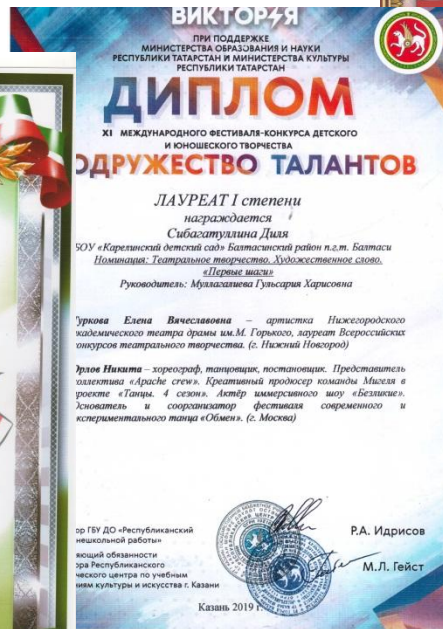 ВИКТОРИЯ
ПРИ ПОДДЕРЖКЕ
МИНИСТЕРСТВА ОБРАЗОВАНИЯ И НАУКИ
РЕСПУБЛИКИ ТАТАРСТАН И МИНИСТЕРСТВА КУЛЬТУРЫ
РЕСПУБЛИКИ ТАТАРСТАН
ДИПЛОМ
XI МЕЖДУНАРОДНОГО ФЕСТИВАЛЯ-КОНКУРСА ДЕТСКОГО
И ЮНОШЕСКОГО ТВОРЧЕСТВА
ОДРУЖЕСТВО ТАЛАНТОВ
ЛАУРЕАТ I степени
награждается
Сибагатуллина Диля
БОУ «Карелинский детский сад» Балтасинский район п.г.т. Балтаси
Номинация: Театральное творчество. Художественное слово.
«Первые шаги»
Руководитель: Муллагалиева Гульсария Харисовна
Елена Вячеславовна – артистка Нижегородского
академического театра драмы им.М. Горького, лауреат Всероссийских
конкурсов театрального творчества. (г. Нижний Новгород)
Орлов Никита – хореограф, танцовщик, постановщик. Представитель
коллектива «Apache crew». Креативный продюсер команды Мигеля в
проекте «Танцы. 4 сезон». Актёр иммерсивного шоу «Безликие».
Основатель и соорганизатор фестиваля современного и
экспериментального танца «Обмен». (г. Москва)
ор ГБУ ДО «Республиканский
нешкольной работы»
Р.А. Идрисов
яющий обязанности
ора Республиканского
ческого центра по учебным
ниям культуры и искусства г. Казани
М.Л. Гейст
Казань 2019 г.